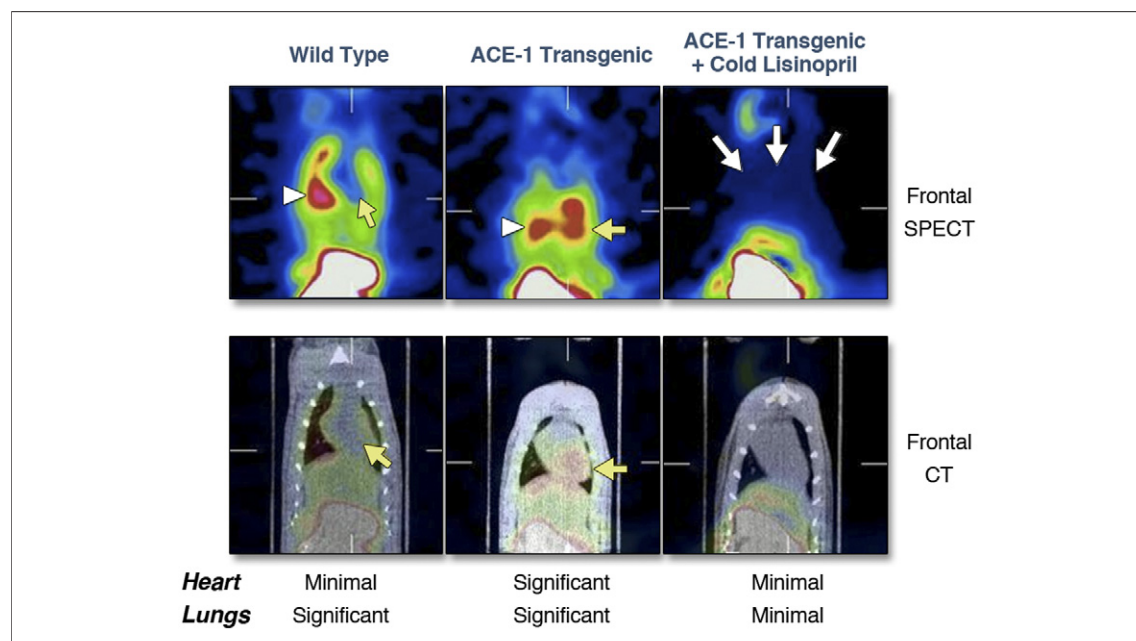 Wild Type
ACE-1 Transgenic
ACE-1 Transgenic
+ Cold Lisinopril
Frontal
SPECT
Frontal
CT
Heart Minimal Significant Minimal
Lungs Significant Significant Minimal